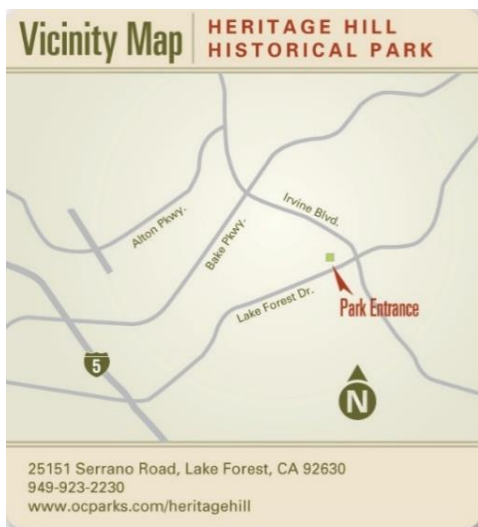 Vicinity Map
HERITAGE HILL
HISTORICAL PARK
Alton Pkwy.
Bake Pkwy.
Irvine Blvd.
Lake Forest Dr.
Park Entrance
5
N
25151 Serrano Road, Lake Forest, CA 92630
949-923-2230
www.ocparks.com/heritagehill